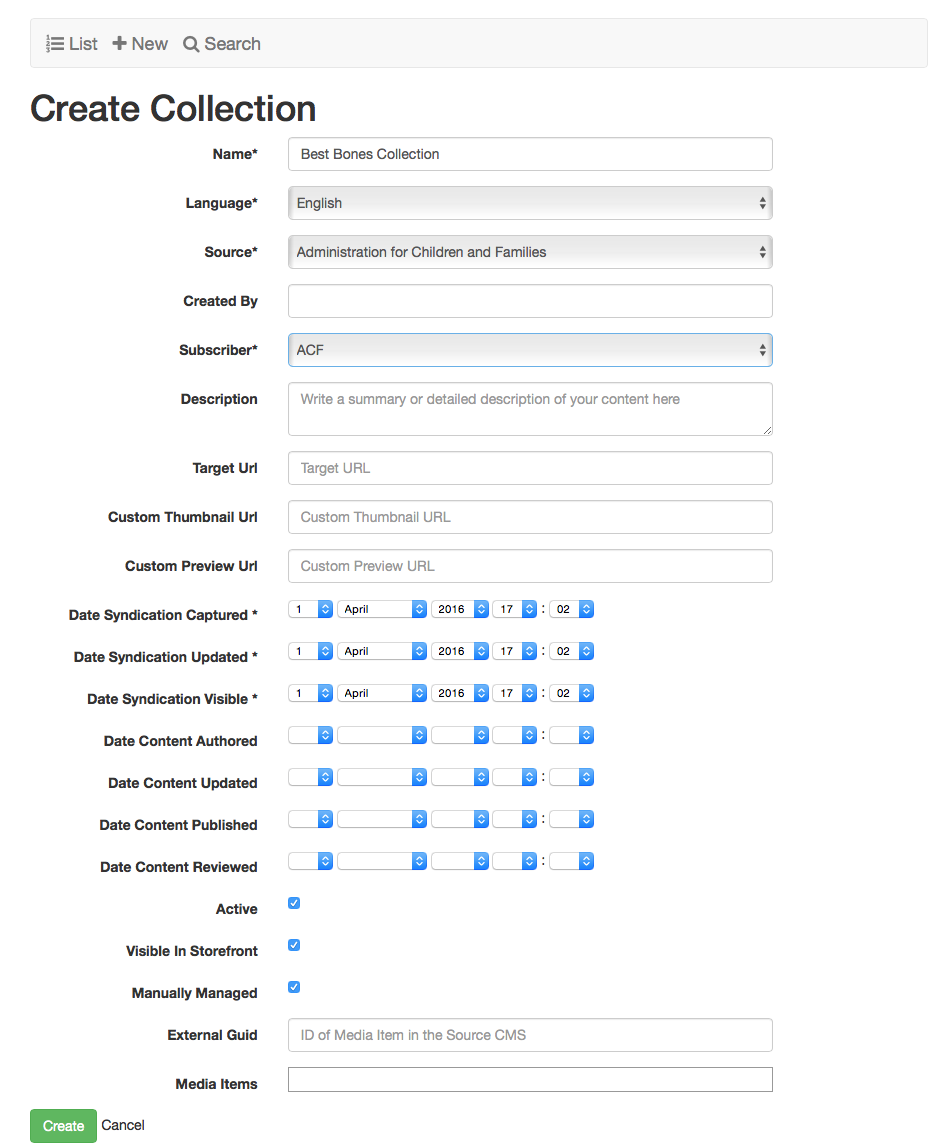 List New Search
Create Collection
Name* Best Bones Collection
Language* English
Source* Administration for Children and Families
Created By
Subscriber* ACF
Description Write a summary or detailed description of your content here
Target Url Target URL
Custom Thumbnail Url Custom Thumbnail URL
Custom Preview Url Custom Preview URL
Date Syndication Captured * 1 April 2016 17 : 02
Date Syndication Updated * 1 April 2016 17 : 02
Date Syndication Visible * 1 April 2016 17 : 02
Date Content Authored :
Date Content Updated :
Date Content Published :
Date Content Reviewed :
Active
Visible In Storefront
Manually Managed
External Guid ID of Media Item in the Source CMS
Media Items
Create Cancel